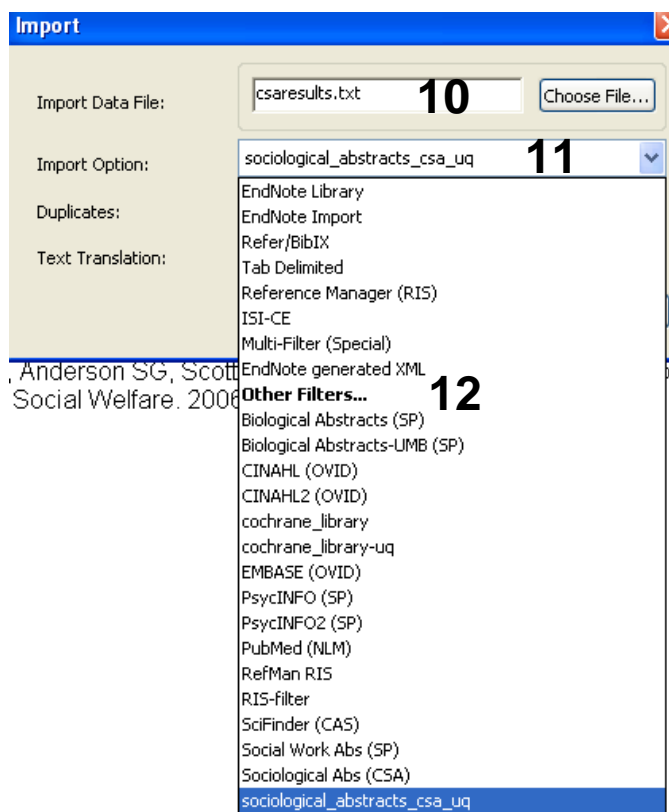 Import
Import Data File:
csaresults.txt
10
Choose File...
Import Option:
sociological_abstracts_csa_uq
11
Duplicates:
Text Translation:
EndNote Library
EndNote Import
Refer/BibIX
Tab Delimited
Reference Manager (RIS)
ISI-CE
Multi-Filter (Special)
EndNote generated XML
Other Filters...
12
Biological Abstracts (SP)
Biological Abstracts-UMB (SP)
CINAHL (OVID)
CINAHL2 (OVID)
cochrane_library
cochrane_library-uq
EMBASE (OVID)
PsycINFO (SP)
PsycINFO2 (SP)
PubMed (NLM)
RefMan RIS
RIS-filter
SciFinder (CAS)
Social Work Abs (SP)
Sociological Abs (CSA)
sociological_abstracts_csa_uq
, Anderson SG, Scott
Social Welfare. 2006